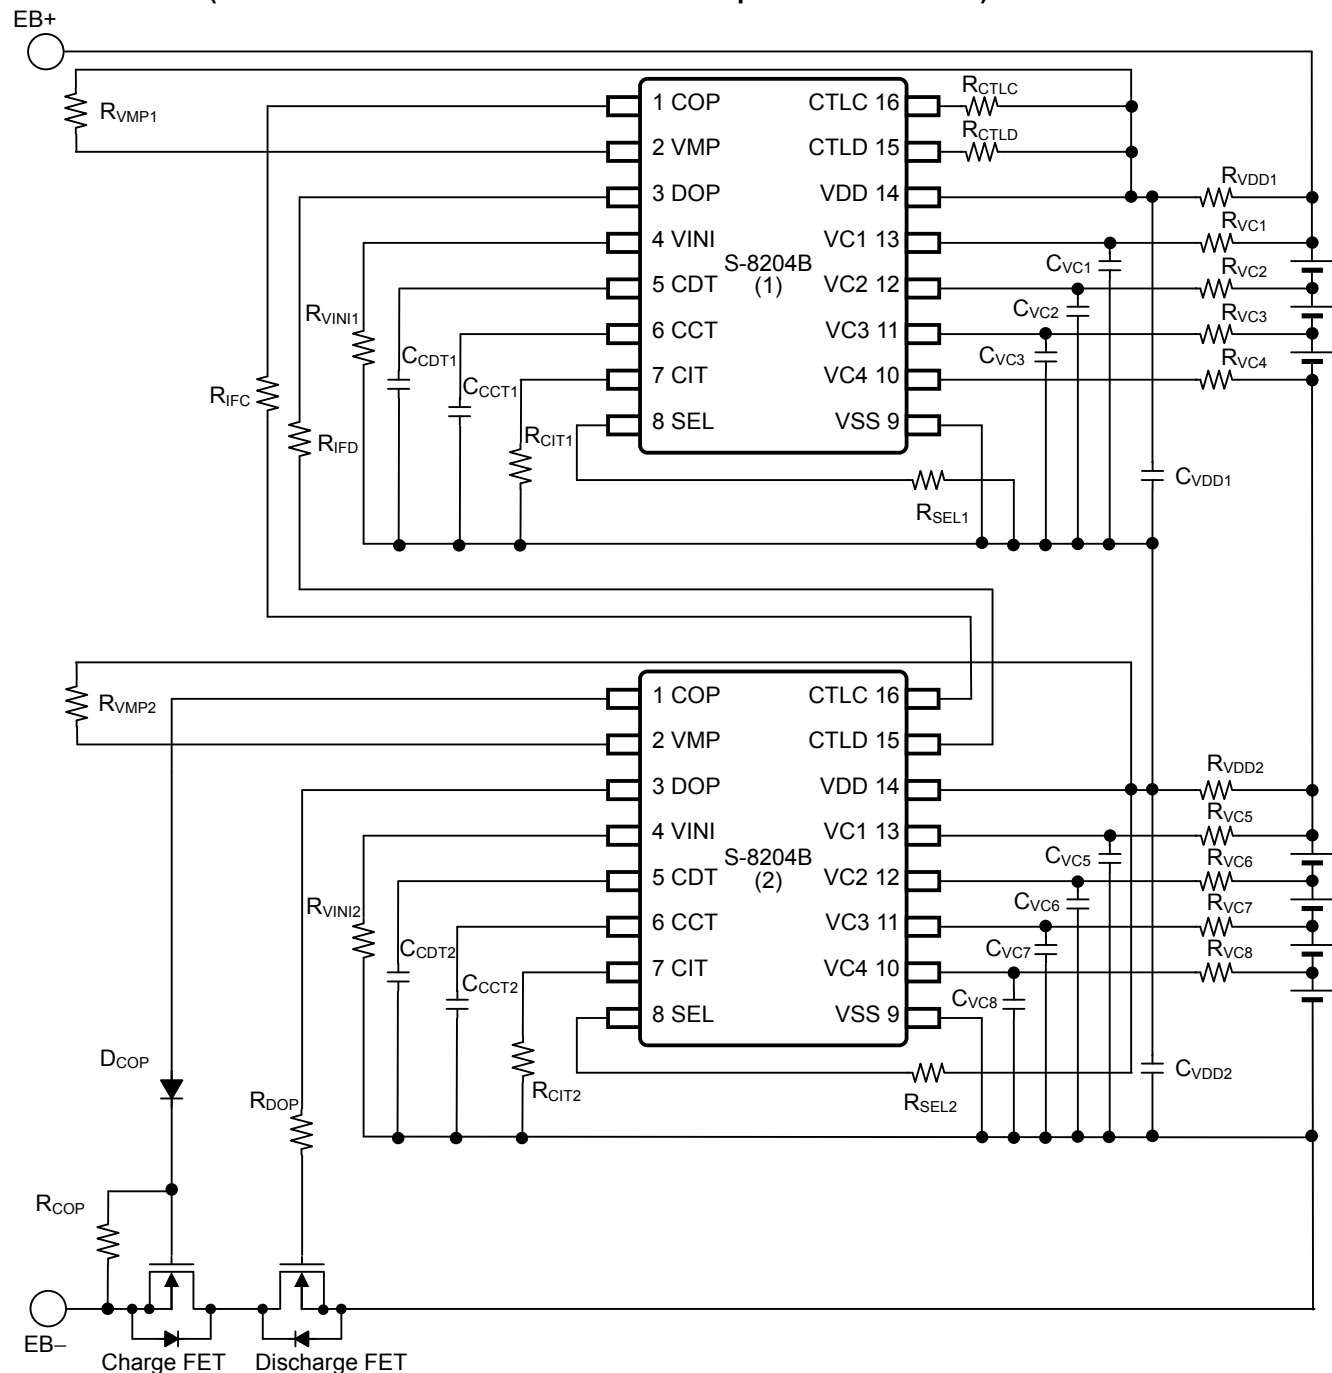 EB+
RVMP1
1 COP
CTLC 16
RCTLC
2 VMP
CTLD 15
RCTLD
3 DOP
VDD 14
RVDD1
4 VINI
VC1 13
RVC1
S-8204B
(1)
CVC1
5 CDT
VC2 12
RVC2
RVINI1
CVC2
6 CCT
VC3 11
RVC3
CCDT1
CVC3
7 CIT
VC4 10
RVC4
RIFC
CCCT1
8 SEL
VSS 9
RIFD
RCIT1
CVDD1
RSEL1
RVMP2
1 COP
CTLC 16
2 VMP
CTLD 15
3 DOP
VDD 14
RVDD2
4 VINI
VC1 13
RVC5
S-8204B
(2)
CVC5
5 CDT
VC2 12
RVC6
RVINI2
CVC6
6 CCT
VC3 11
RVC7
CCDT2
CVC7
7 CIT
VC4 10
RVC8
CCCT2
CVC8
8 SEL
VSS 9
DCOP
CVDD2
RCIT2
RDOP
RSEL2
RCOP
EB−
Charge FET
Discharge FET